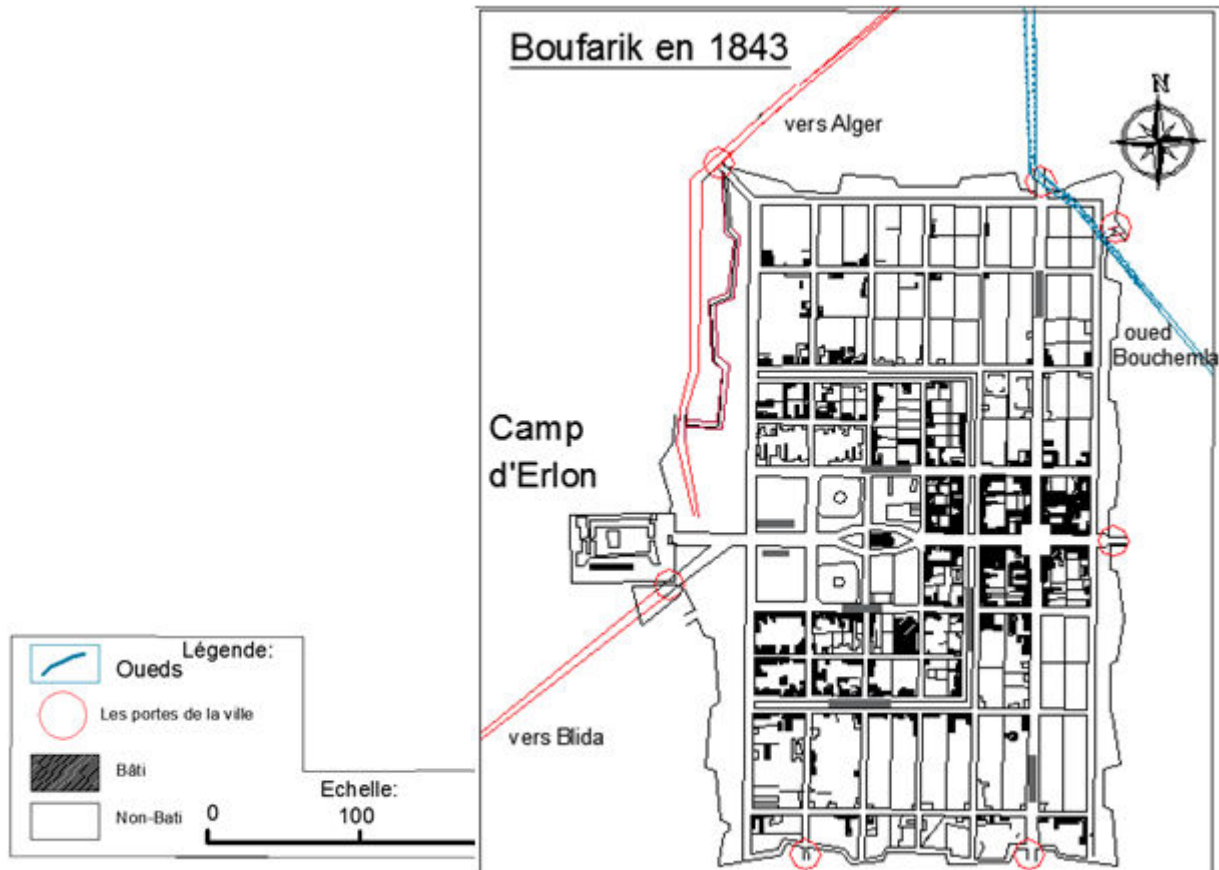 Boufarik en 1843
N
vers Alger
oued
Bouchemla
Camp
d'Erlon
vers Blida
Légende:
Oueds
Les portes de la ville
Bâti
Non-Bati
Echelle:
0
100